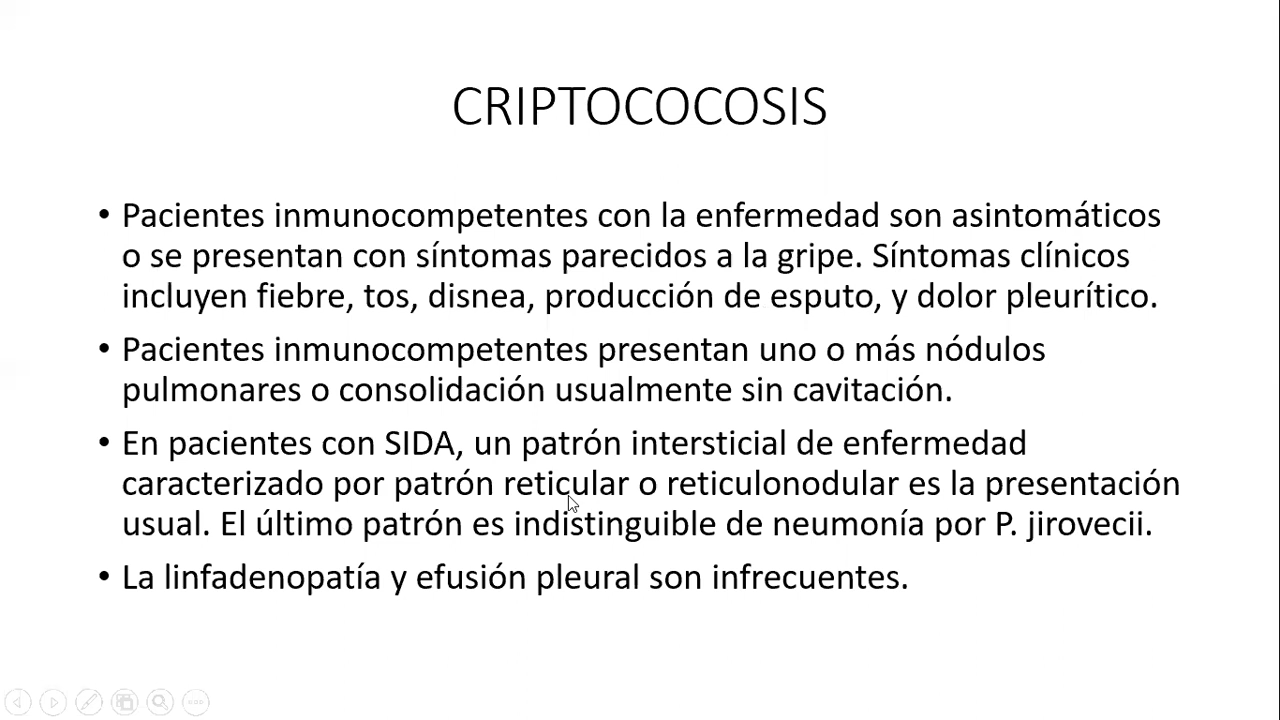 CRIPTOCOCOSIS
• Pacientes inmunocompetentes con la enfermedad son asintomáticos
o se presentan con síntomas parecidos a la gripe. Síntomas clínicos
incluyen fiebre, tos, disnea, producción de esputo, y dolor pleurítico.
• Pacientes inmunocompetentes presentan uno o más nódulos
pulmonares o consolidación usualmente sin cavitación.
• En pacientes con SIDA, un patrón intersticial de enfermedad
caracterizado por patrón reticular o reticulonodular es la presentación
usual. El último patrón es indistinguible de neumonía por P. jirovecii.
• La linfadenopatía y efusión pleural son infrecuentes.